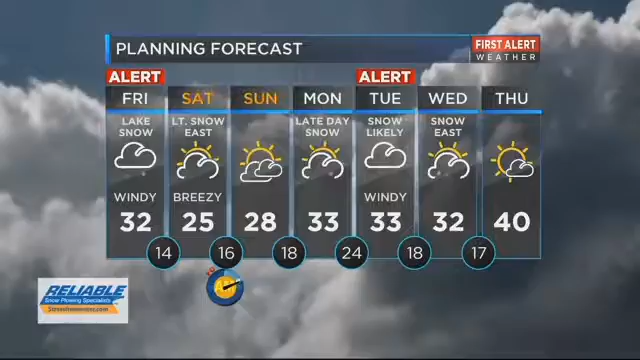 PLANNING FORECAST
FIRST ALERT
WEATHER
ALERT
ALERT
FRI
SAT
SUN
MON
TUE
WED
THU
LAKE
SNOW
LT. SNOW
EAST
LATE DAY
SNOW
SNOW
LIKELY
SNOW
EAST
WINDY
BREEZY
WINDY
32
25
28
33
33
32
40
14
16
18
24
18
17
RELIABLE
Snow Plowing Specialists